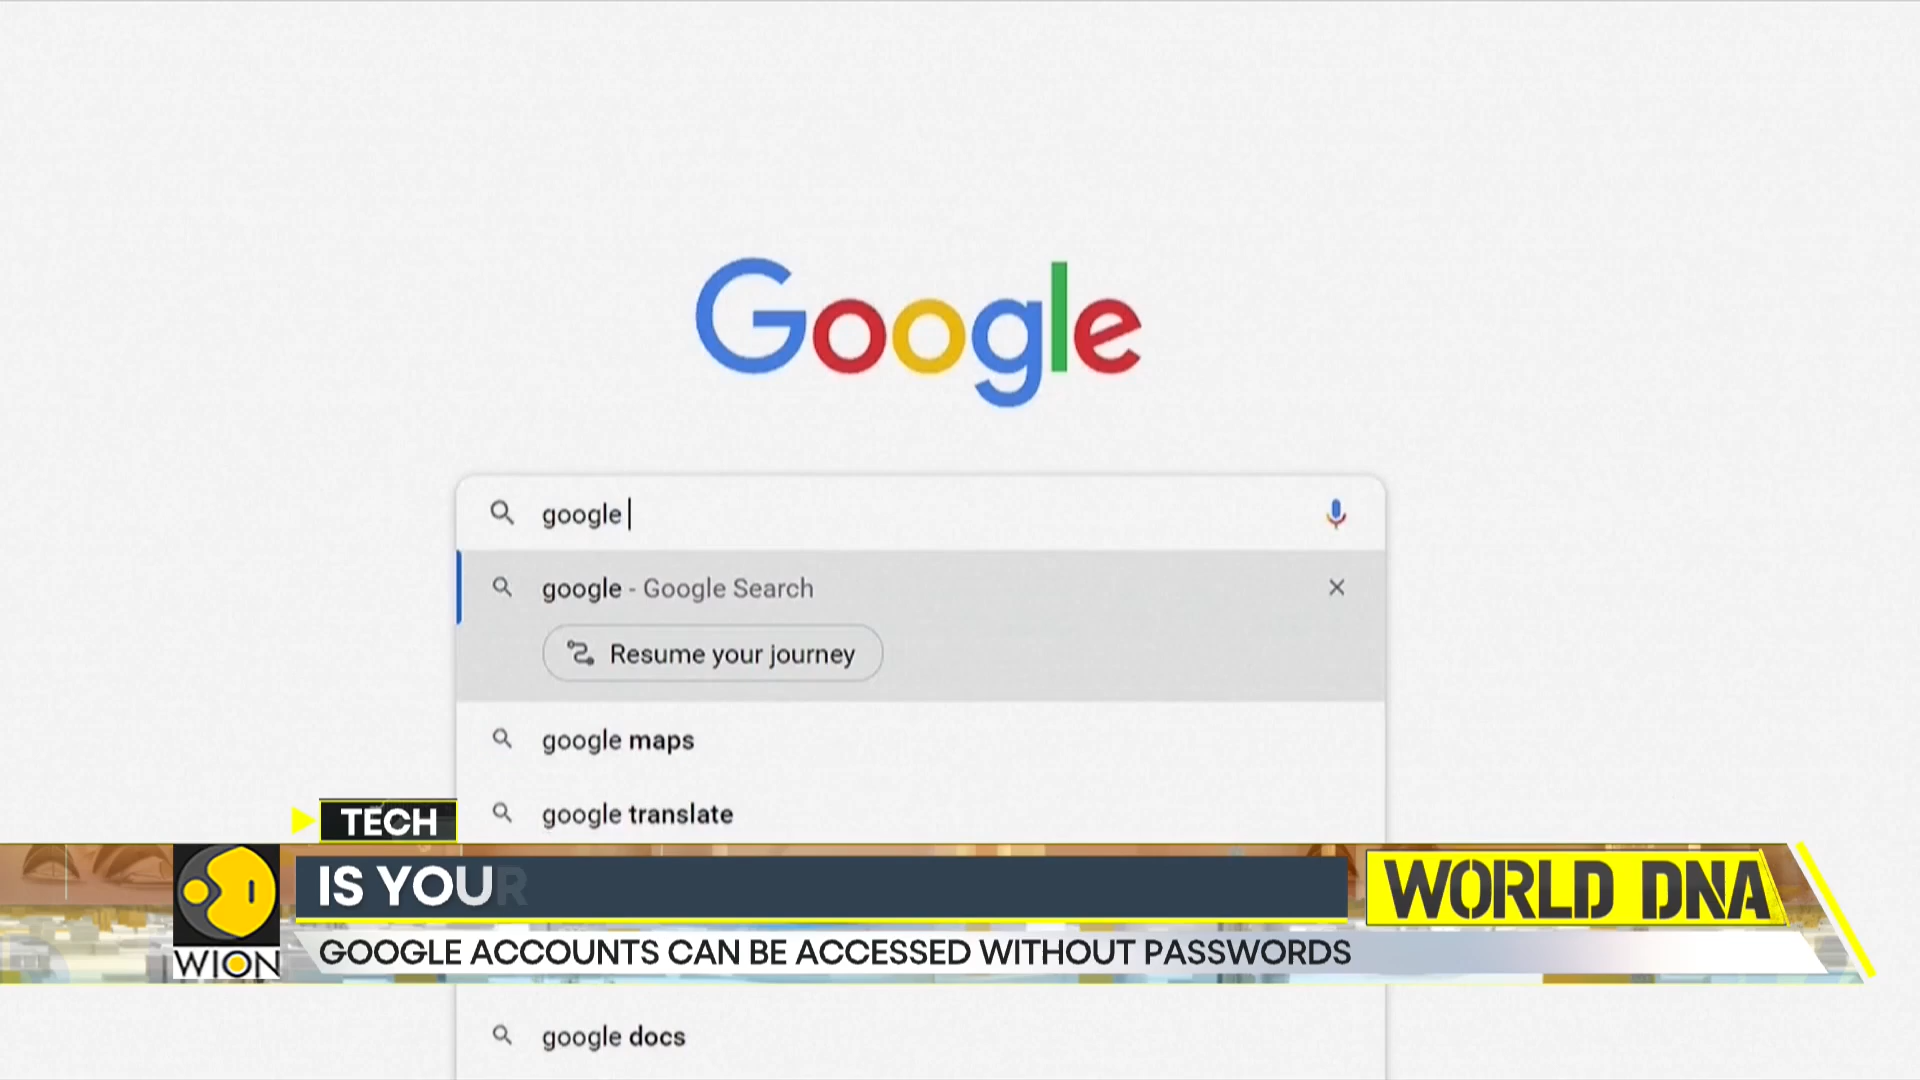 Google
google
google - Google Search
Resume your journey
google maps
google translate
TECH
IS YOUR
WORLD DNA
GOOGLE ACCOUNTS CAN BE ACCESSED WITHOUT PASSWORDS
WION
google docs